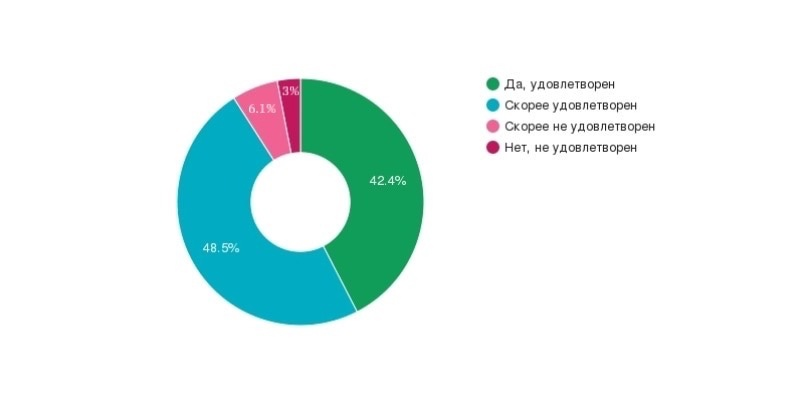 3%
6.1%
42.4%
48.5%
Да, удовлетворен
Скорее удовлетворен
Скорее не удовлетворен
Нет, не удовлетворен